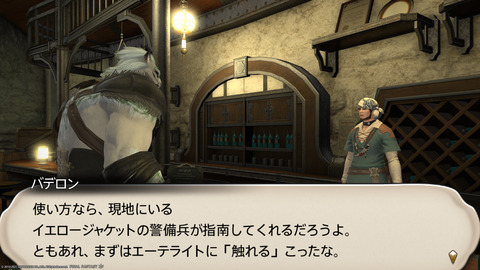 バデロン
使い方なら、現地にいる
イエロージャケットの警備兵が指南してくれるだろうよ。
ともあれ、まずはエーテライトに「触れる」こったな。
FINAL FANTASY XIV